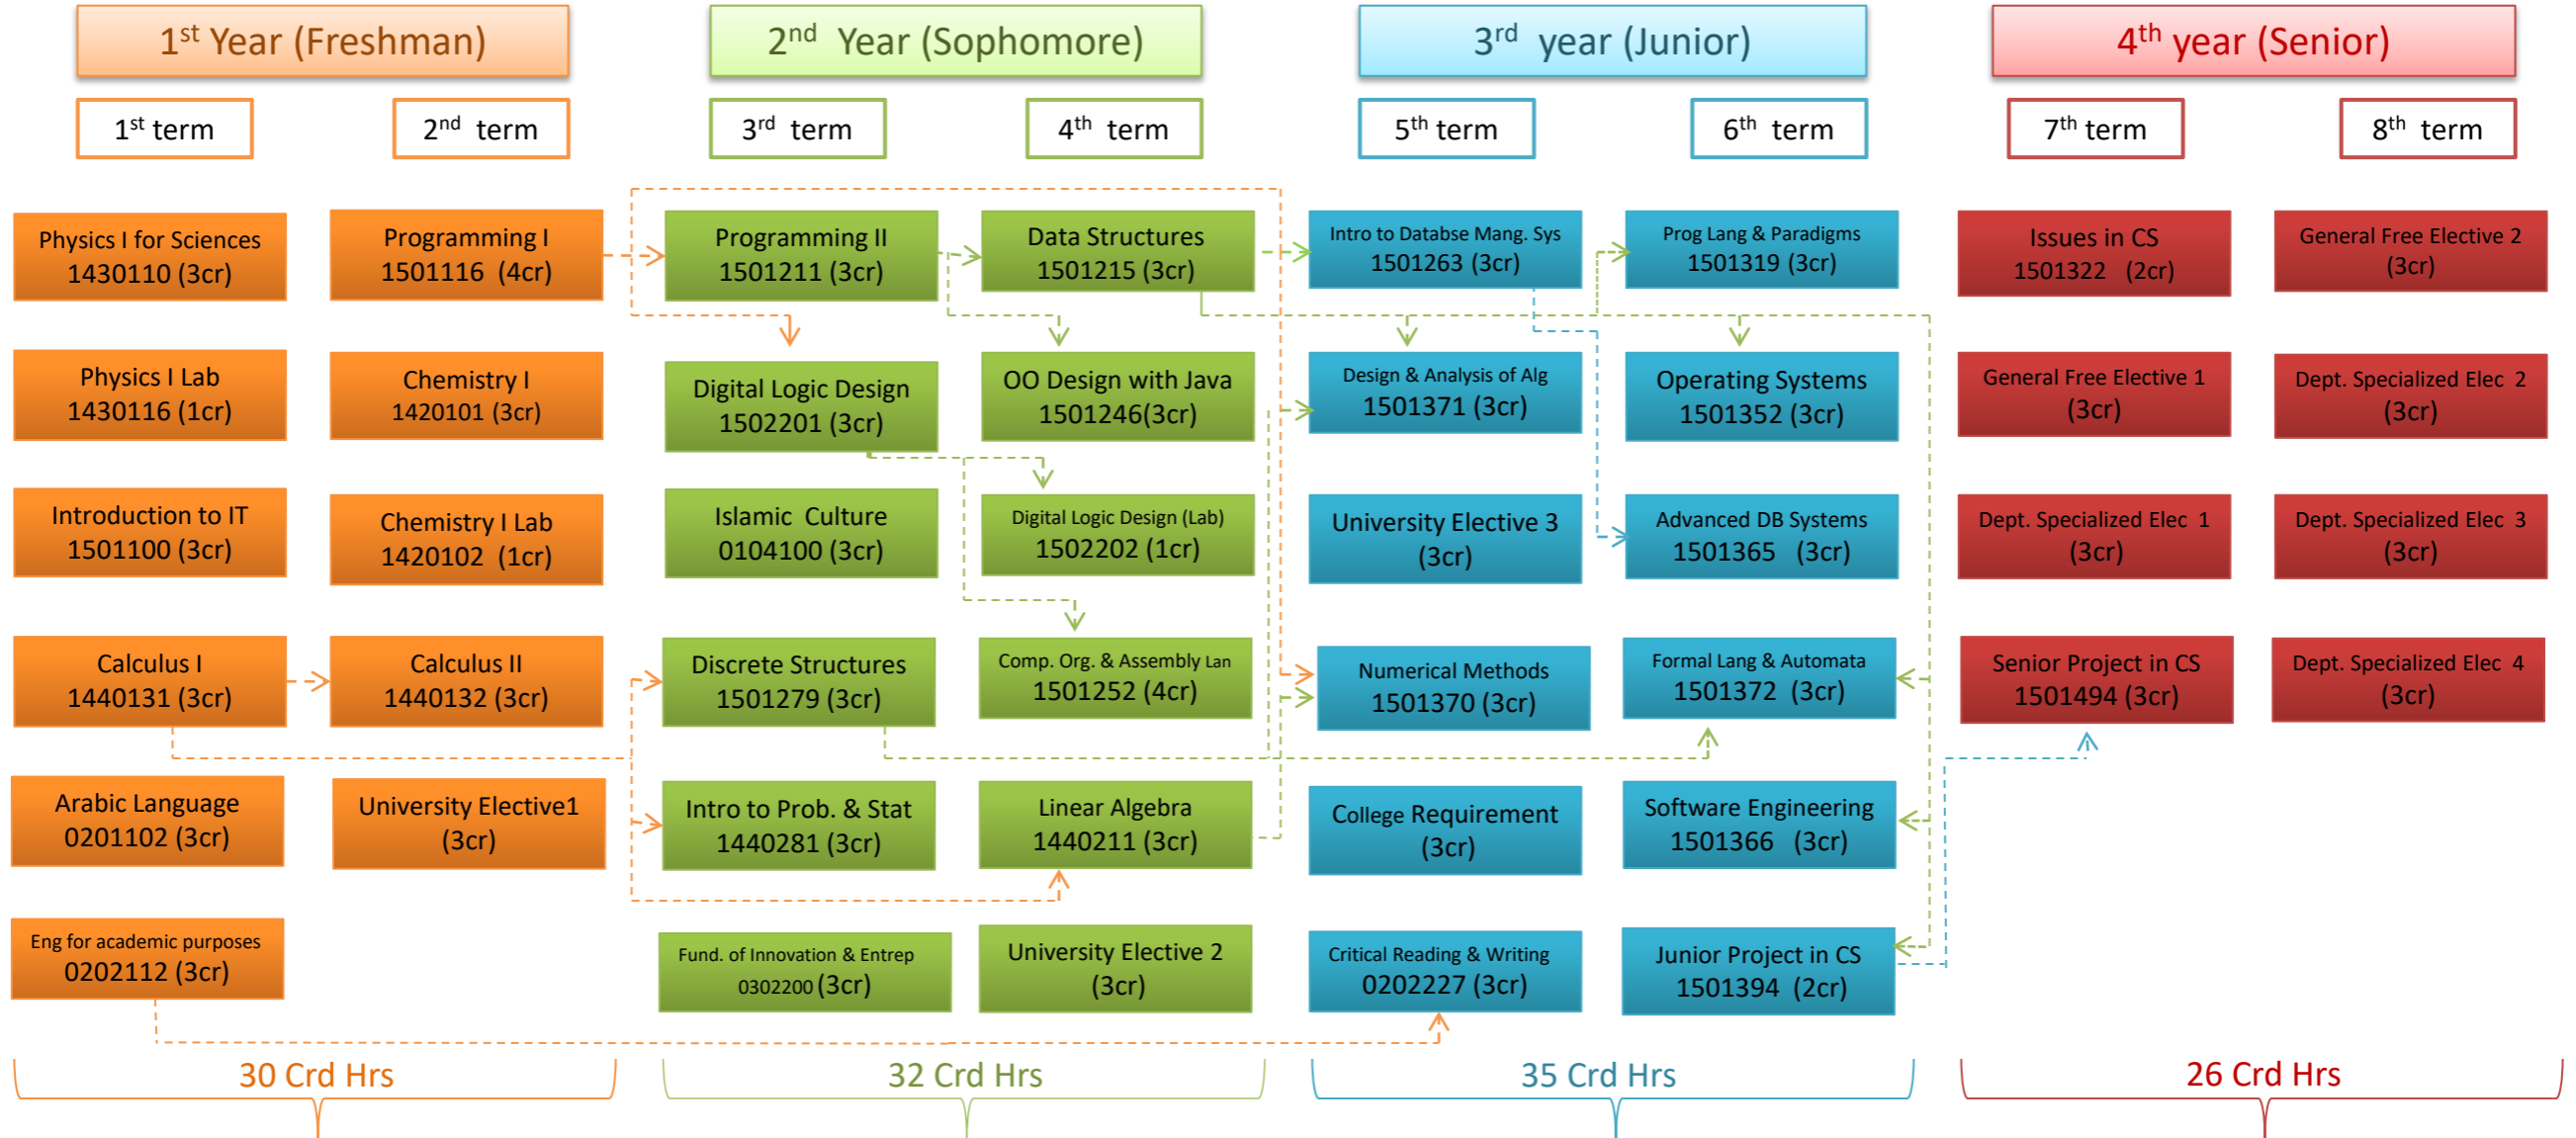 1st Year (Freshman)
2nd Year (Sophomore)
3rd year (Junior)
4th year (Senior)
1st term
2nd term
3rd term
4th term
5th term
6th term
7th term
8th term
Physics I for Sciences
1430110 (3cr)
Physics I Lab
1430116 (1cr)
Introduction to IT
1501100 (3cr)
Calculus I
1440131 (3cr)
Arabic Language
0201102 (3cr)
Eng for academic purposes
0202112 (3cr)
Programming I
1501116 (4cr)
Chemistry I
1420101 (3cr)
Chemistry I Lab
1420102 (1cr)
Calculus II
1440132 (3cr)
University Elective1
(3cr)
Programming II
1501211 (3cr)
Digital Logic Design
1502201 (3cr)
Islamic Culture
0104100 (3cr)
Discrete Structures
1501279 (3cr)
Intro to Prob. & Stat
1440281 (3cr)
Fund. of Innovation & Entrep
0302200 (3cr)
Data Structures
1501215 (3cr)
OO Design with Java
1501246(3cr)
Digital Logic Design (Lab)
1502202 (1cr)
Comp. Org. & Assembly Lan
1501252 (4cr)
Linear Algebra
1440211 (3cr)
University Elective 2
(3cr)
Intro to Databse Mang. Sys
1501263 (3cr)
Design & Analysis of Alg
1501371 (3cr)
University Elective 3
(3cr)
Numerical Methods
1501370 (3cr)
College Requirement
(3cr)
Critical Reading & Writing
0202227 (3cr)
Prog Lang & Paradigms
1501319 (3cr)
Operating Systems
1501352 (3cr)
Advanced DB Systems
1501365 (3cr)
Formal Lang & Automata
1501372 (3cr)
Software Engineering
1501366 (3cr)
Junior Project in CS
1501394 (2cr)
Issues in CS
1501322 (2cr)
General Free Elective 1
(3cr)
Dept. Specialized Elec 1
(3cr)
Senior Project in CS
1501494 (3cr)
General Free Elective 2
(3cr)
Dept. Specialized Elec 2
(3cr)
Dept. Specialized Elec 3
(3cr)
Dept. Specialized Elec 4
(3cr)
30 Crd Hrs
32 Crd Hrs
35 Crd Hrs
26 Crd Hrs